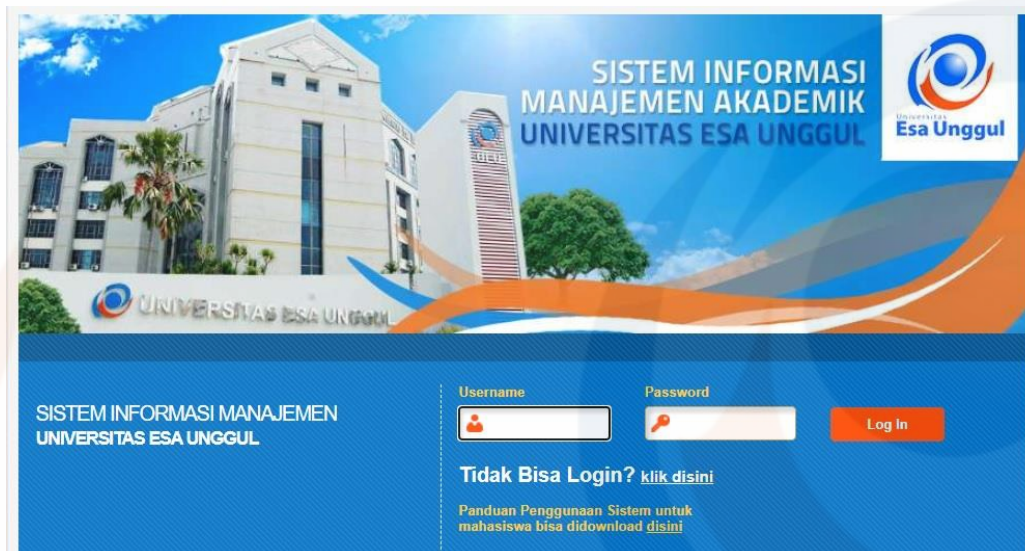 SISTEM INFORMASI
MANAJEMEN AKADEMIK
UNIVERSITAS ESA UNGGUL
Universitas
Esa Unggul
UEU
UNIVERSITAS ESA UNGGUL
SISTEM INFORMASI MANAJEMEN
UNIVERSITAS ESA UNGGUL
Username
Password
Log In
Tidak Bisa Login? klik disini
Panduan Penggunaan Sistem untuk
mahasiswa bisa didownload disini